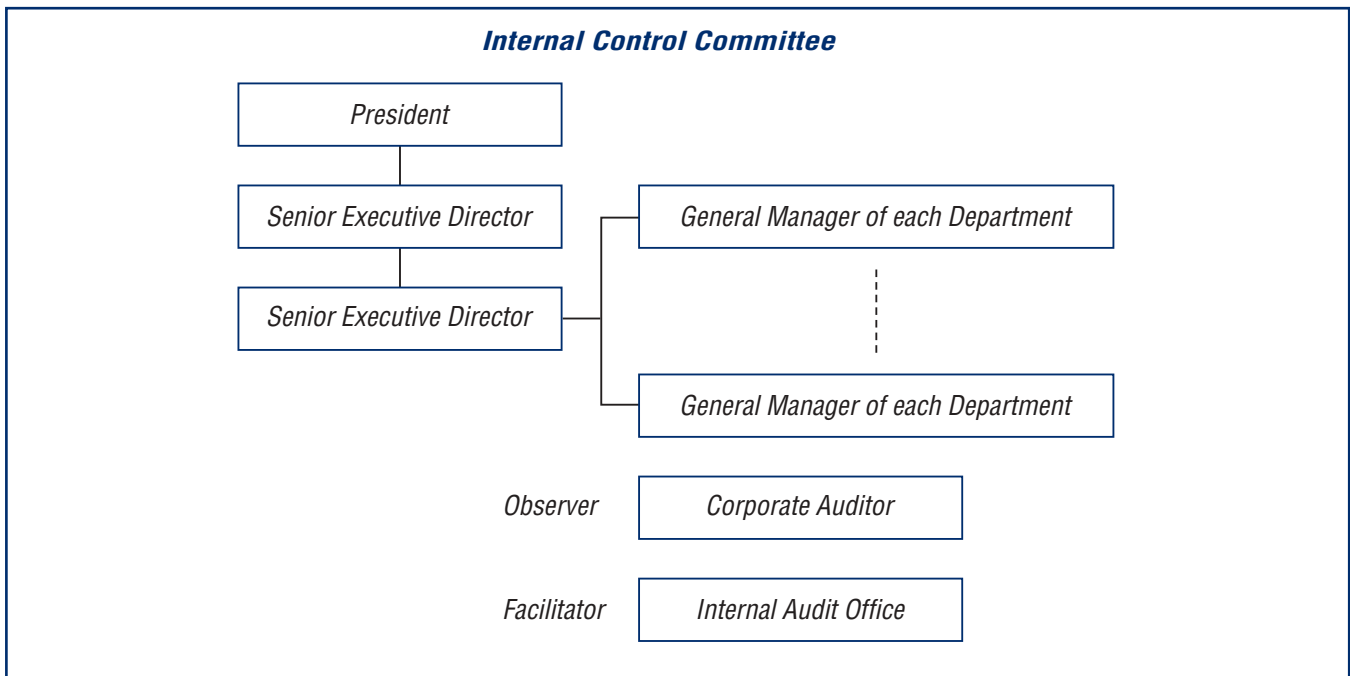 Internal Control Committee
President
Senior Executive Director
General Manager of each Department
Senior Executive Director
General Manager of each Department
Observer
Corporate Auditor
Facilitator
Internal Audit Office